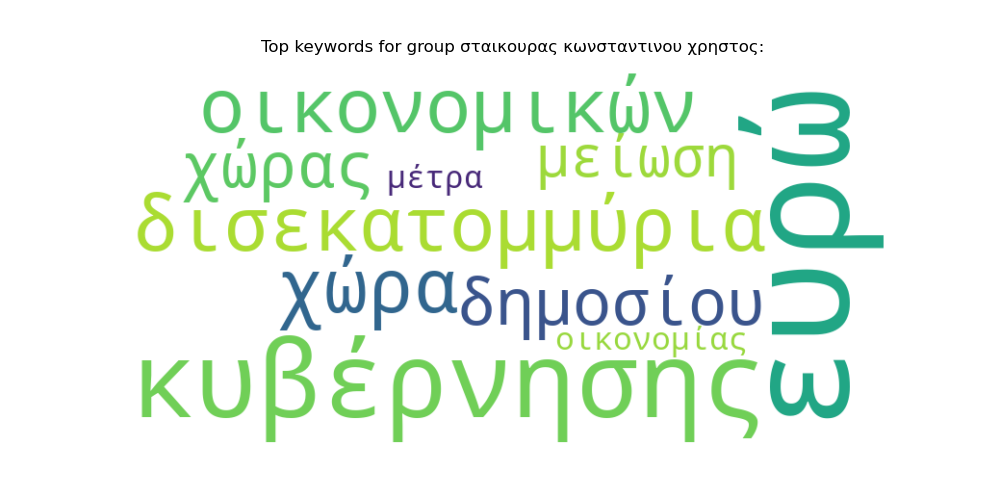 Top keywords for group σταικουρας κωνσταντινου χρηστος:
οικονομικών
χώρας
μέτρα
μείωση
δισεκατομμύρια
χώρα
δημοσίου
οικονομίας
κυβέρνησης
ευρώ